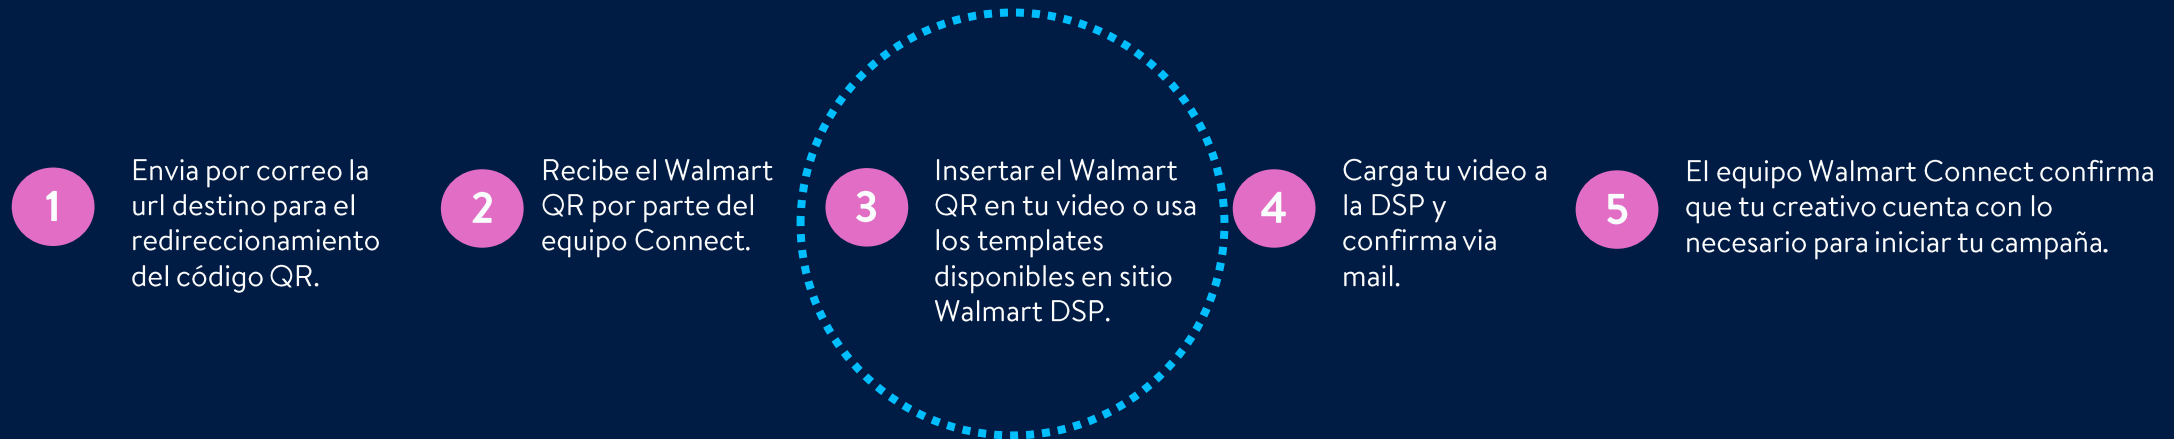 1
Envia por correo la
url destino para el
redireccionamiento
del código QR.
2
Recibe el Walmart
QR por parte del
equipo Connect.
3
Insertar el Walmart
QR en tu video o usa
los templates
disponibles en sitio
Walmart DSP.
4
Carga tu video a
la DSP y
confirma via
mail.
5
El equipo Walmart Connect confirma
que tu creativo cuenta con lo
necesario para iniciar tu campaña.